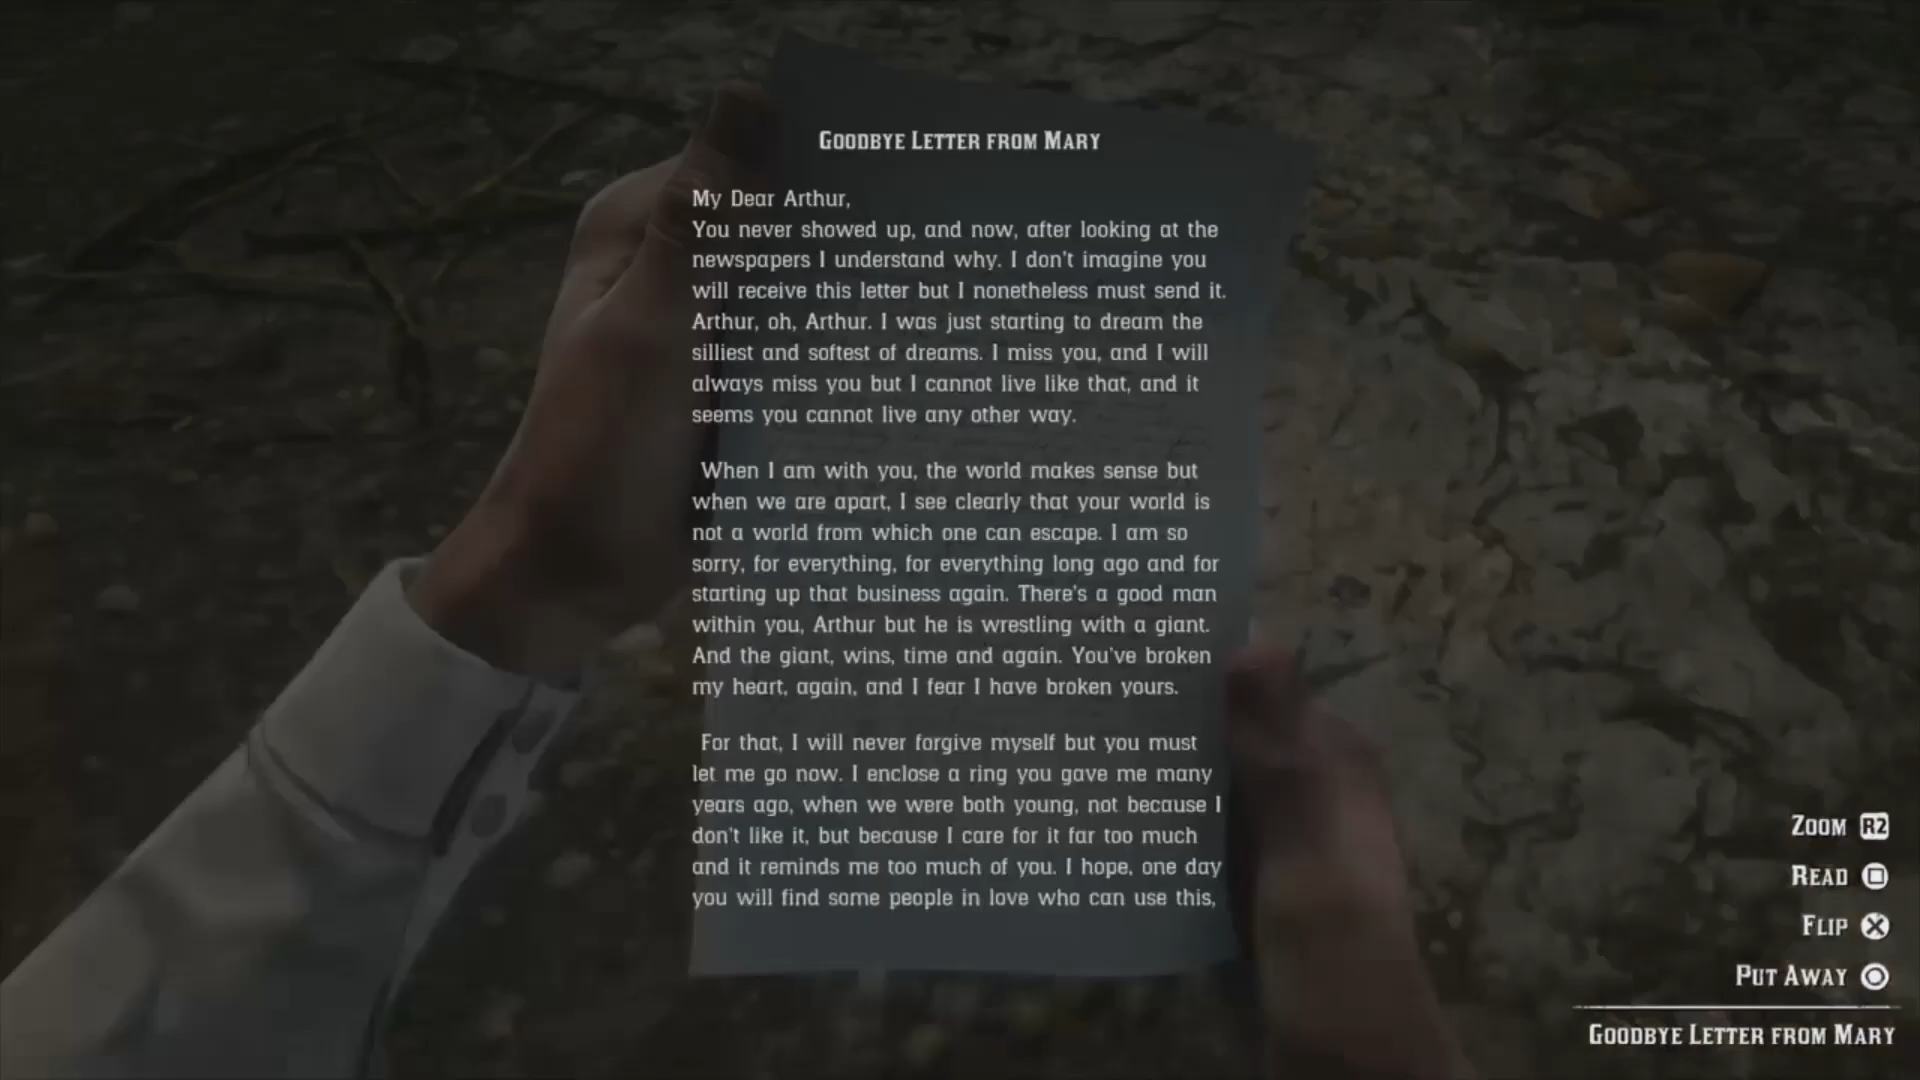 GOODBYE LETTER FROM MARY
My Dear Arthur,
You never showed up, and now, after looking at the
newspapers I understand why. I don't imagine you
will receive this letter but I nonetheless must send it.
Arthur, oh, Arthur. I was just starting to dream the
silliest and softest of dreams. I miss you, and I will
always miss you but I cannot live like that, and it
seems you cannot live any other way.
When I am with you, the world makes sense but
when we are apart, I see clearly that your world is
not a world from which one can escape. I am so
sorry, for everything, for everything long ago and for
starting up that business again. There's a good man
within you, Arthur but he is wrestling with a giant.
And the giant, wins, time and again. You've broken
my heart, again, and I fear I have broken yours.
For that, I will never forgive myself but you must
let me go now. I enclose a ring you gave me many
years ago, when we were both young, not because I
don't like it, but because I care for it far too much
and it reminds me too much of you. I hope, one day
you will find some people in love who can use this,
ZOOM R2
READ
FLIP
PUT AWAY
GOODBYE LETTER FROM MARY